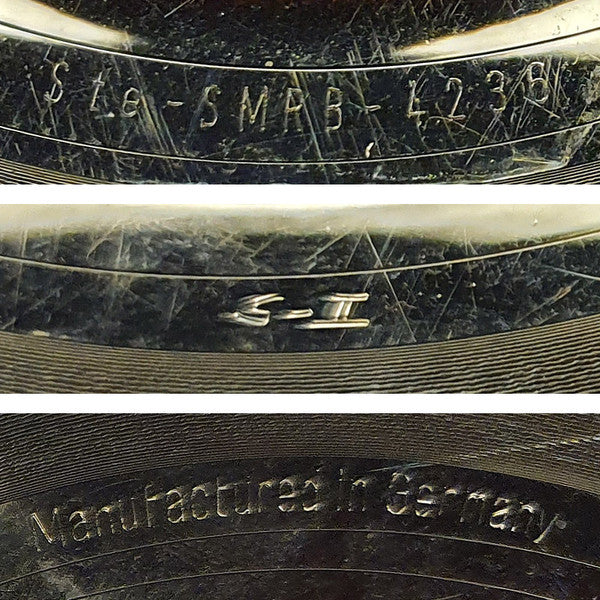 Ste-SMAB-4238
S-II
Manufactured in Germany